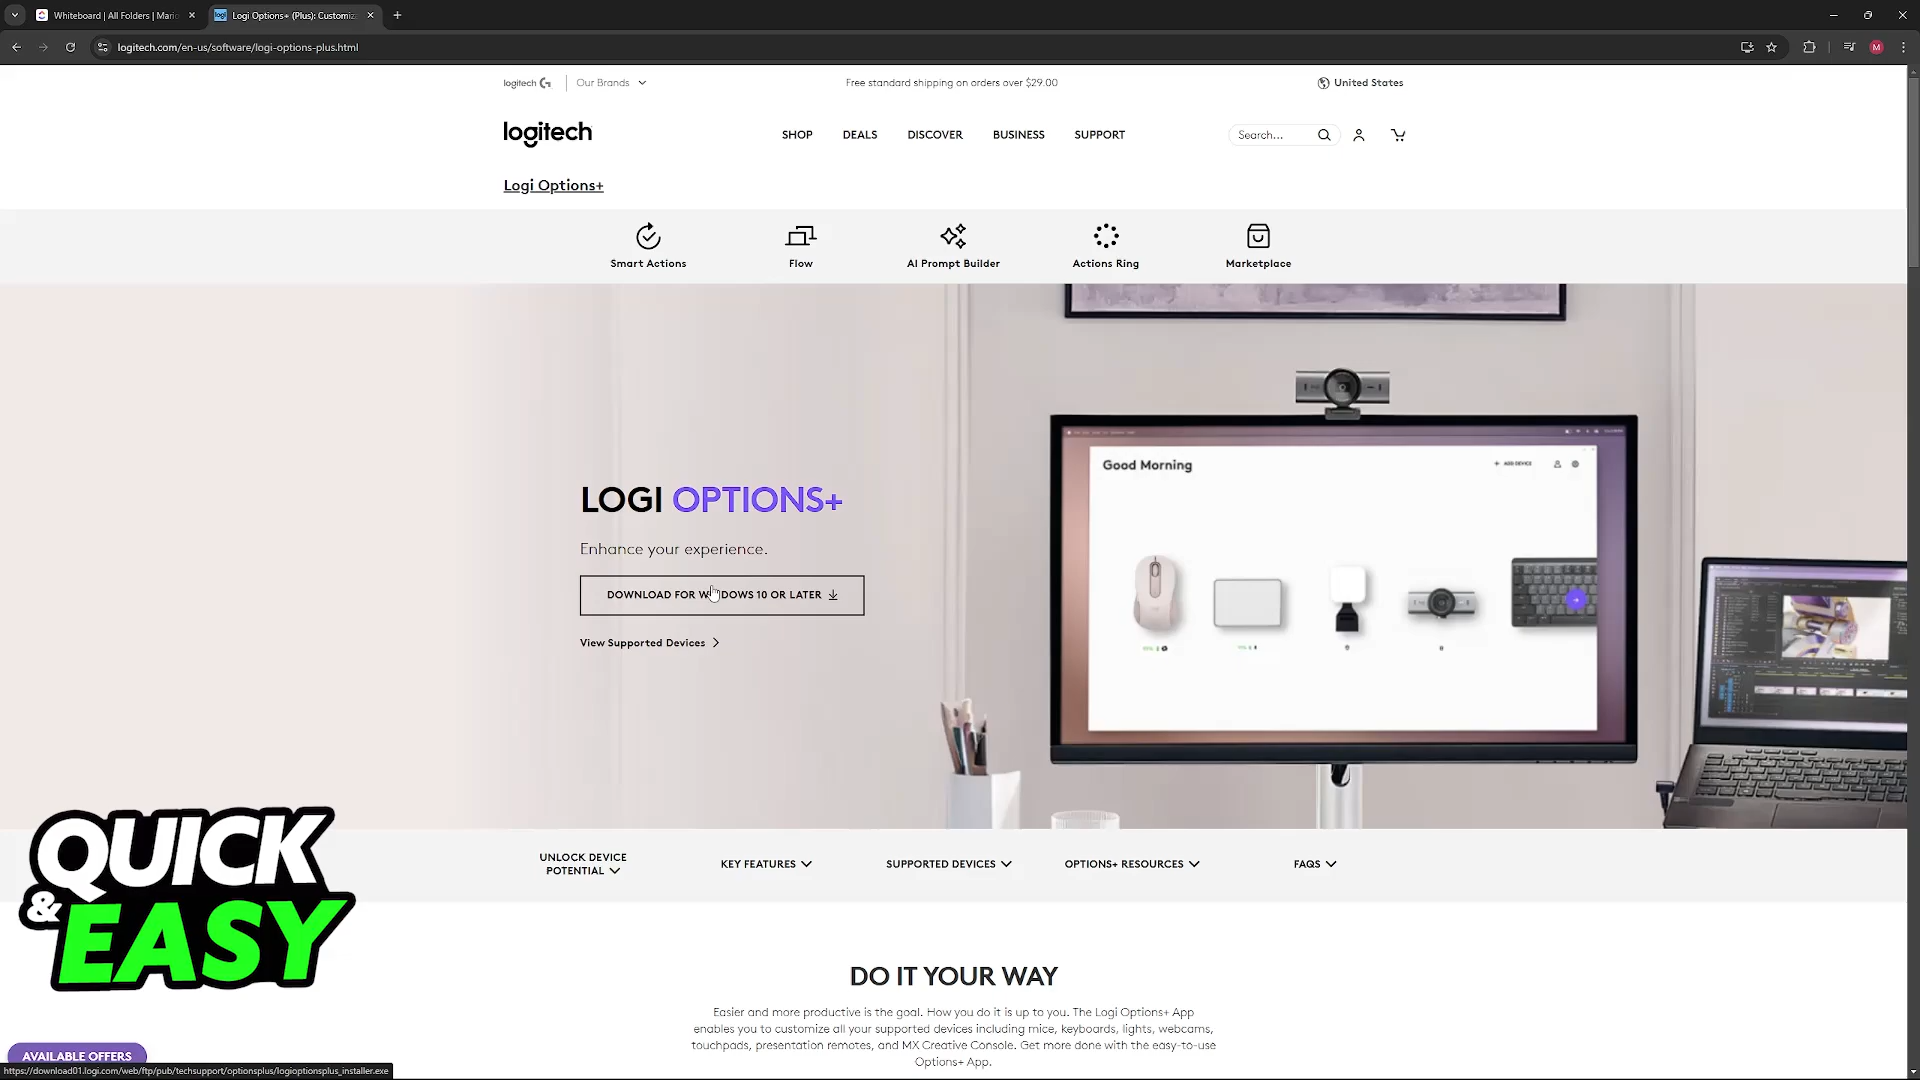 Whiteboard | All Folders | Mario
Logi Options+ (Plus): Customiza
logitech.com/en-us/software/logi-options-plus.html
M
logitech G
Our Brands
Free standard shipping on orders over $29.00
United States
logitech
SHOP
DEALS
DISCOVER
BUSINESS
SUPPORT
Search...
Logi Options+
Smart Actions
Flow
AI Prompt Builder
Actions Ring
Marketplace
Good Morning
+ ADD DEVICE
LOGI OPTIONS+
Enhance your experience.
DOWNLOAD FOR WINDOWS 10 OR LATER
View Supported Devices
UNLOCK DEVICE
POTENTIAL
KEY FEATURES
SUPPORTED DEVICES
OPTIONS+ RESOURCES
FAQS
QUICK
& EASY
DO IT YOUR WAY
Easier and more productive is the goal. How you do it is up to you. The Logi Options+ App
enables you to customize all your supported devices including mice, keyboards, lights, webcams,
touchpads, presentation remotes, and MX Creative Console. Get more done with the easy-to-use
Options+ App.
AVAILABLE OFFERS
https://download01.logi.com/web/ftp/pub/techsupport/optionsplus/logioptionsplus_installer.exe